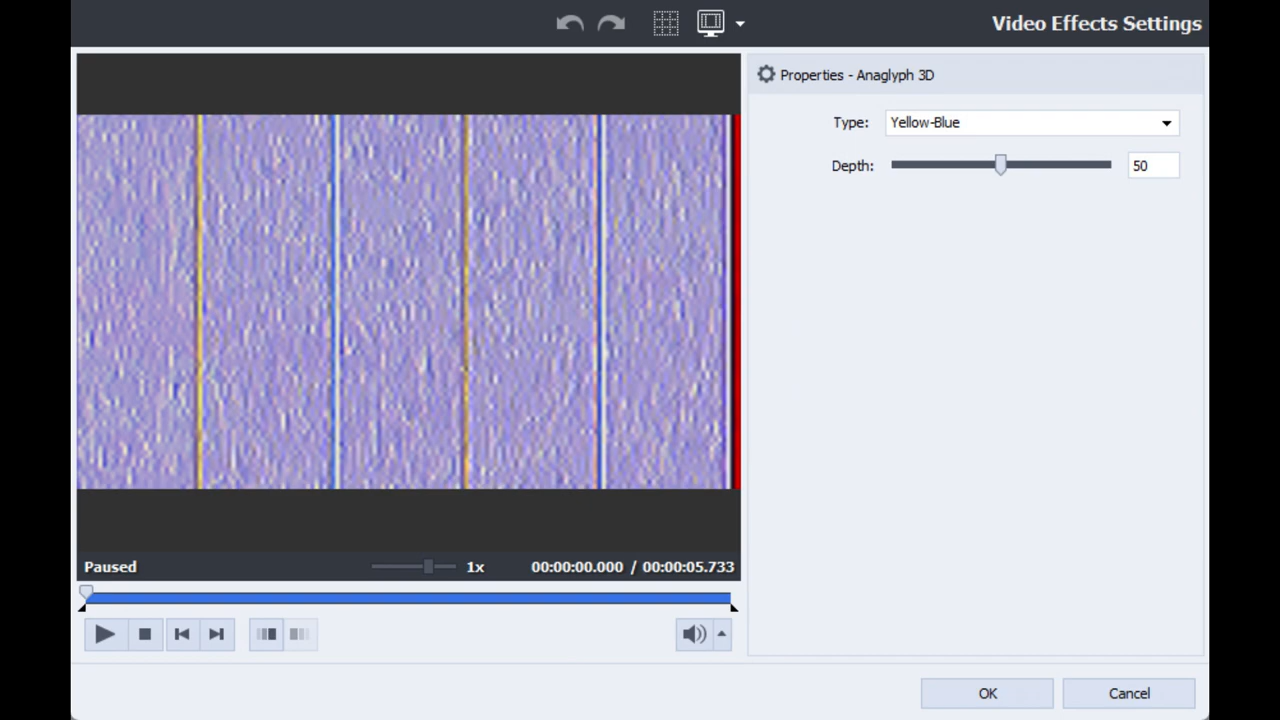 Video Effects Settings
Properties - Anaglyph 3D
Type: Yellow-Blue
Depth: 50
Paused 1x 00:00:00.000 / 00:00:05.733
OK Cancel